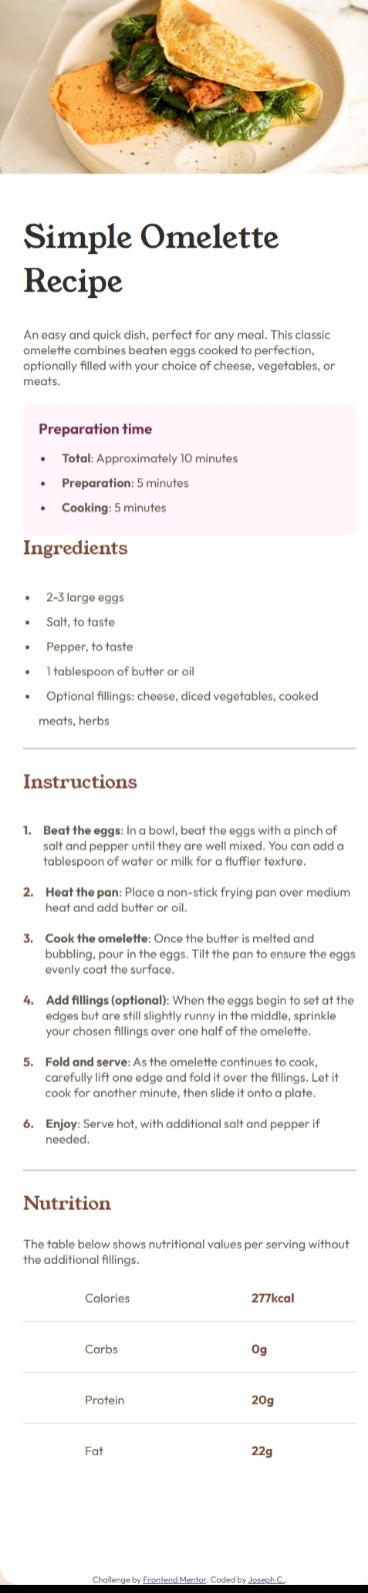 Simple Omelette
Recipe
An easy and quick dish, perfect for any meal. This classic
omelette combines beaten eggs cooked to perfection,
optionally filled with your choice of cheese, vegetables, or
meats.
Preparation time
• Total: Approximately 10 minutes
• Preparation: 5 minutes
• Cooking: 5 minutes
Ingredients
• 2-3 large eggs
• Salt, to taste
• Pepper, to taste
• 1 tablespoon of butter or oil
• Optional fillings: cheese, diced vegetables, cooked
meats, herbs
Instructions
1. Beat the eggs: In a bowl, beat the eggs with a pinch of
salt and pepper until they are well mixed. You can add a
tablespoon of water or milk for a fluffier texture.
2. Heat the pan: Place a non-stick frying pan over medium
heat and add butter or oil.
3. Cook the omelette: Once the butter is melted and
bubbling, pour in the eggs. Tilt the pan to ensure the eggs
evenly coat the surface.
4. Add fillings (optional): When the eggs begin to set at the
edges but are still slightly runny in the middle, sprinkle
your chosen fillings over one half of the omelette.
5. Fold and serve: As the omelette continues to cook,
carefully lift one edge and fold it over the fillings. Let it
cook for another minute, then slide it onto a plate.
6. Enjoy: Serve hot, with additional salt and pepper if
needed.
Nutrition
The table below shows nutritional values per serving without
the additional fillings.
Calories 277kcal
Carbs 0g
Protein 20g
Fat 22g
Challenge by Frontend Mentor. Coded by Joseph C..